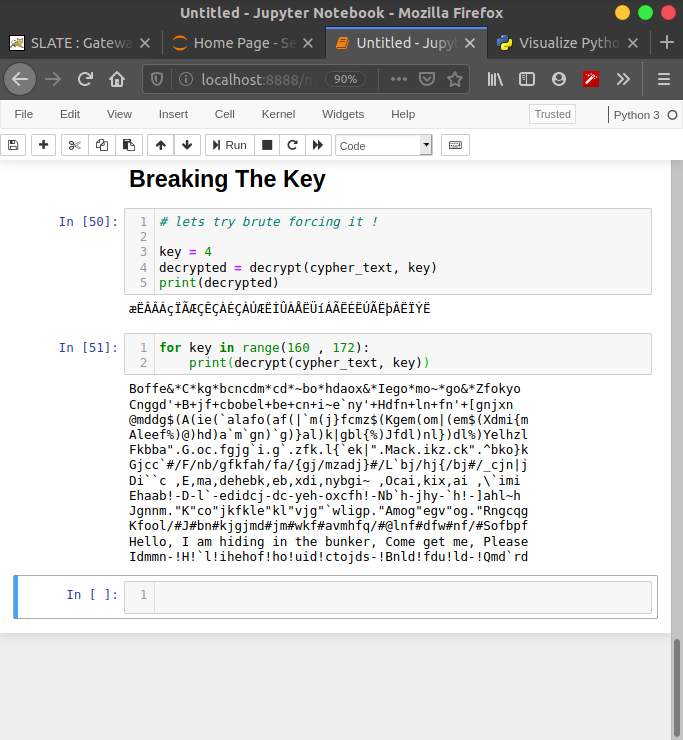 Untitled - Jupyter Notebook - Mozilla Firefox
SLATE : Gatewa
Home Page - Se
Untitled - Jupyt
Visualize Pytho
localhost:8888/n
90%
File Edit View Insert Cell Kernel Widgets Help Trusted Python 3
Run Code
Breaking The Key
In [50]:
1 # lets try brute forcing it !
2
3 key = 4
4 decrypted = decrypt(cypher_text, key)
5 print(decrypted)
In [51]:
1 for key in range(160 , 172):
2 print(decrypt(cypher_text, key))
Boffe&*C*kg*bcncdm*cd*~bo*hdaox&*Iego*mo~*go&*Zfokyo
Cnggd'+B+jf+cbobel+be+cn+i~e`ny'+Hdfn+ln+fn'+[gnjxn
@mddg$(A(ie(`alafo(af(|`m(j}fcmz$(Kgem(om|(em$(Xdmi{m
Aleef%)@)hd)a`m`gn)`g)}al)k|gbl{%)Jfdl)nl})dl%)Yelhzl
Fkbba".G.oc.fgjg`i.g`.zfk.l{`ek|".Mack.ikz.ck".^bko}k
Gjcc`#/F/nb/gfkfah/fa/{gj/mzadj}#/L`bj/hj{/bj#/_cjn|j
Di``c ,E,ma,dehebk,eb,xdi,nybgi~ ,Ocai,kix,ai ,\`imi
Ehaab!-D-l`-edidcj-dc-yeh-oxcfh!-Nb`h-jhy-`h!-]ahl~h
Jgnnm."K"co"jkfkle"kl"vjg"`wligp."Amog"egv"og."Rngcqg
Kfool/#J#bn#kjgjmd#jm#wkf#avmhfq/#@lnf#dfw#nf/#Sofbpf
Hello, I am hiding in the bunker, Come get me, Please
Idmmn-!H!`l!ihehof!ho!uid!ctojds-!Bnld!fdu!ld-!Qmd`rd
In [ ]:
1